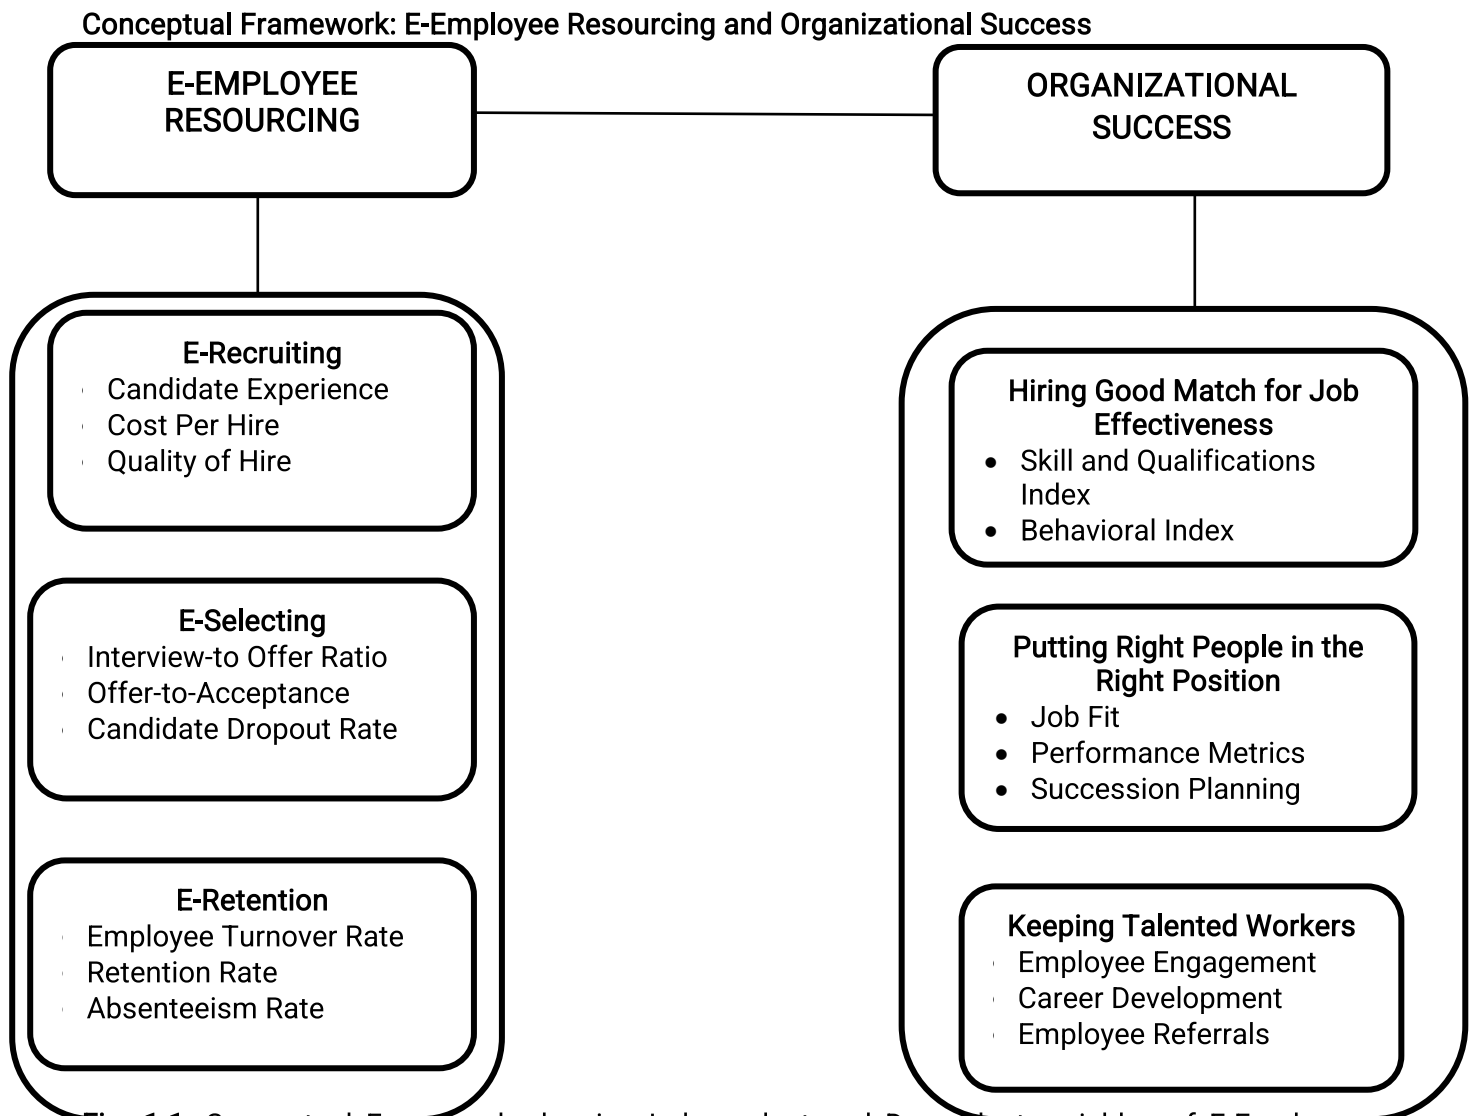 Conceptual Framework: E-Employee Resourcing and Organizational Success
E-EMPLOYEE
RESOURCING
ORGANIZATIONAL
SUCCESS
E-Recruiting
Candidate Experience
Cost Per Hire
Quality of Hire
E-Selecting
Interview-to Offer Ratio
Offer-to-Acceptance
Candidate Dropout Rate
E-Retention
Employee Turnover Rate
Retention Rate
Absenteeism Rate
Hiring Good Match for Job
Effectiveness
• Skill and Qualifications
Index
• Behavioral Index
Putting Right People in the
Right Position
• Job Fit
• Performance Metrics
• Succession Planning
Keeping Talented Workers
Employee Engagement
Career Development
Employee Referrals